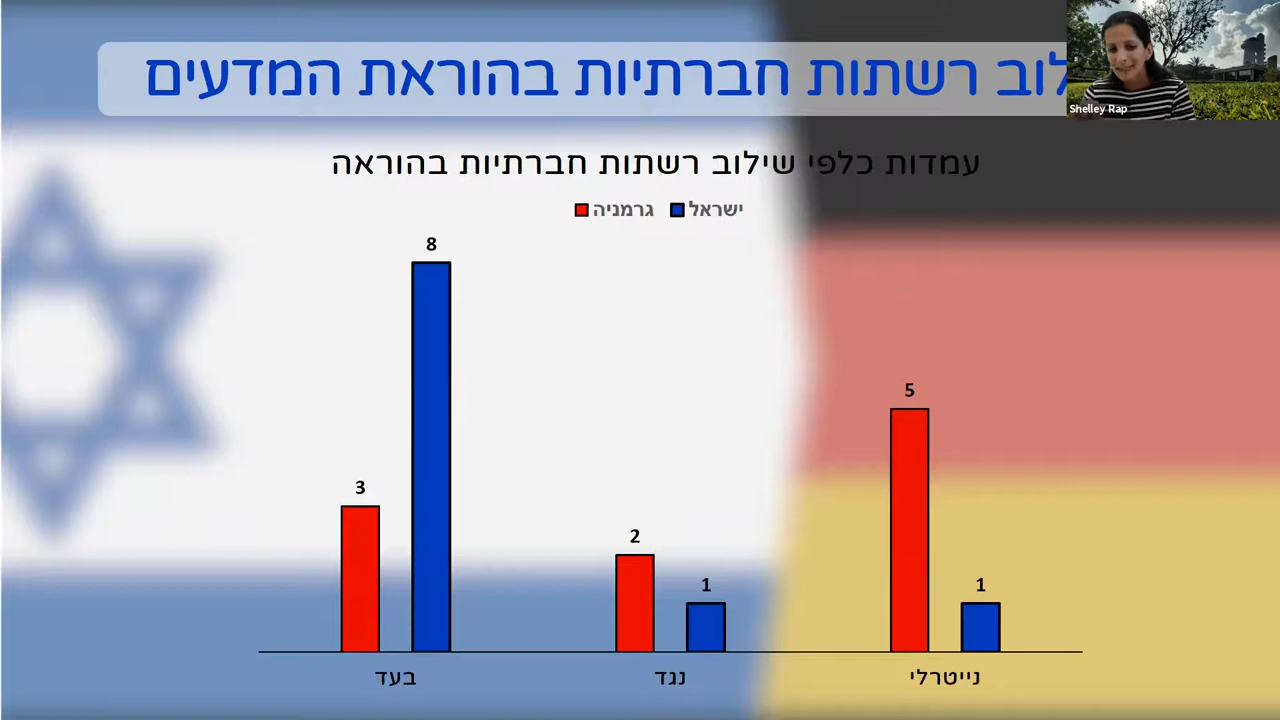 רשתות חברתיות בהוראת המדעים
Shelley Rap
עמדות כלפי שילוב רשתות חברתיות בהוראה
ישראל גרמניה
8
5
3
2
1
1
בעד נגד נייטרלי